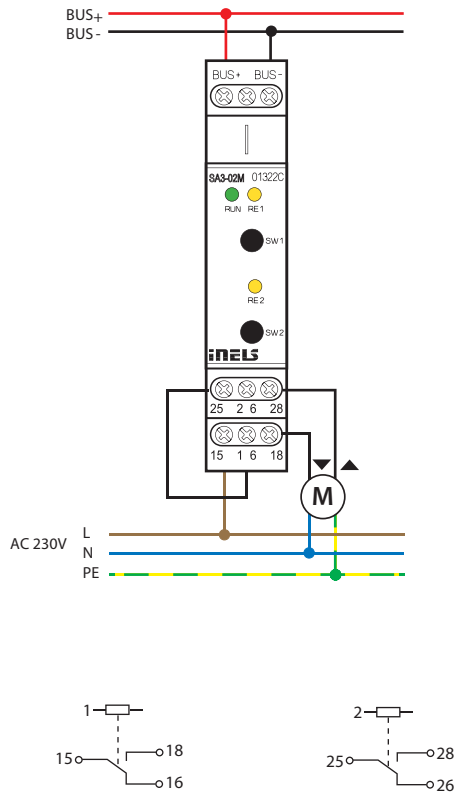 BUS+
BUS-
BUS+ BUS-
SA3-02M 01322C
RUN RE1
SW1
RE2
SW2
iNELS
25 26 28
15 16 18
M
AC 230V
L
N
PE
1
15
18
16
2
25
28
26